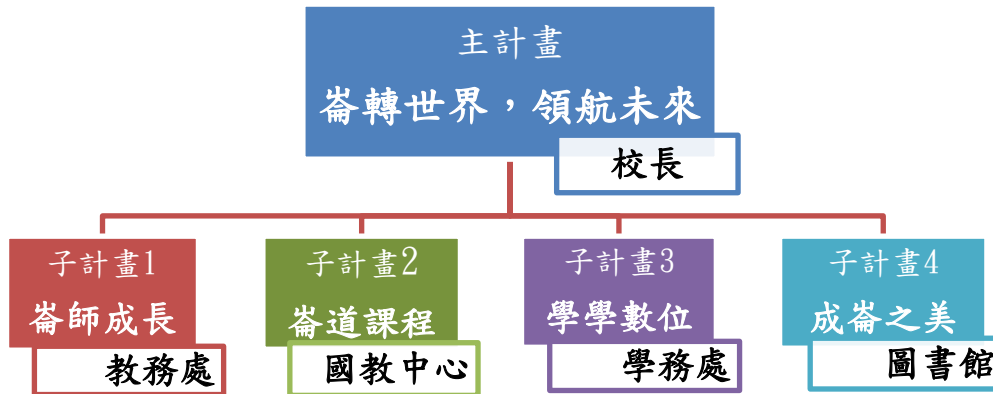 主計畫
崙轉世界，領航未來
校長
子計畫1
崙師成長
教務處
子計畫2
崙道課程
國教中心
子計畫3
學學數位
學務處
子計畫4
成崙之美
圖書館